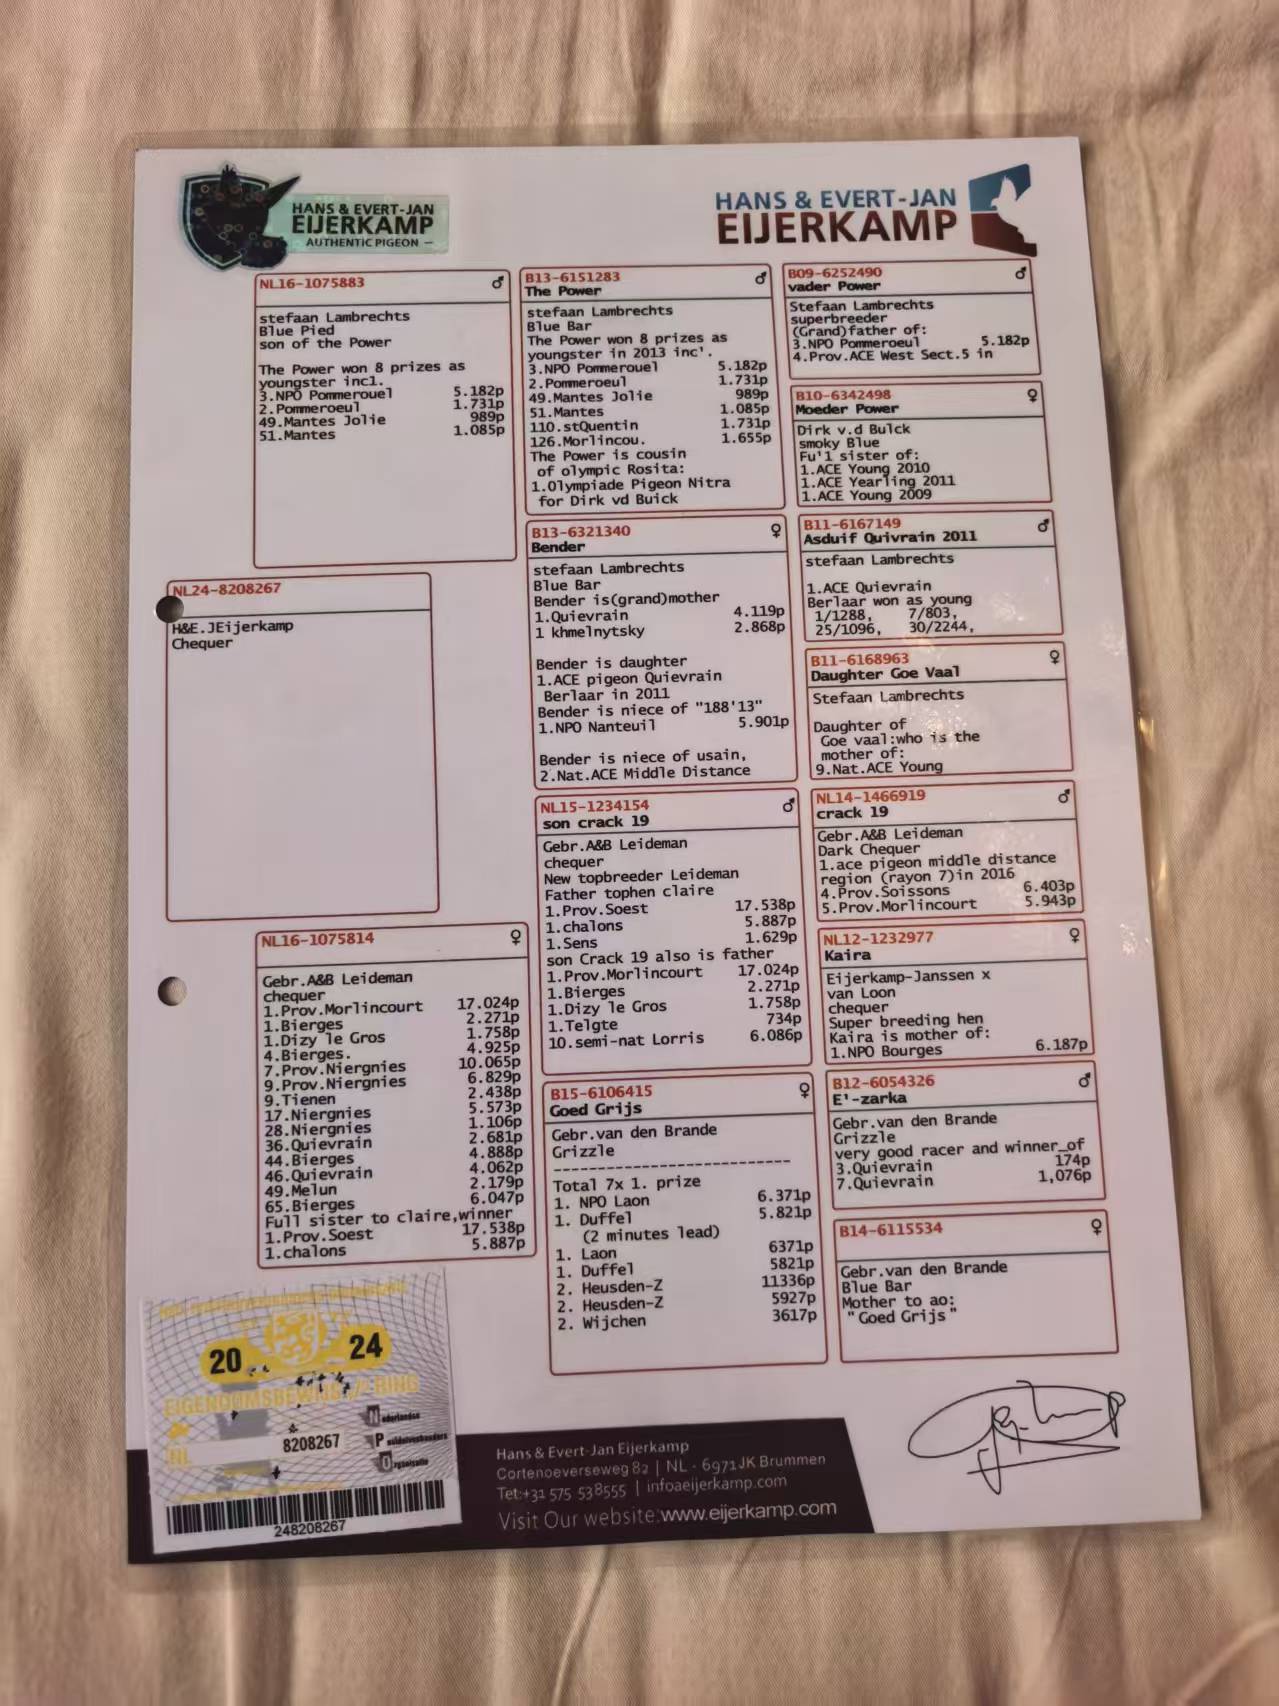 HANS & EVERT-JAN
EIJERKAMP
AUTHENTIC PIGEON
HANS & EVERT-JAN
EIJERKAMP
NL16-1075883 ♂
stefaan Lambrechts
Blue Pied
son of the Power
The Power won 8 prizes as
youngster incl.
3.NPO Pommerouel 5.182p
2.Pommeroeul 1.731p
49.Mantes Jolie 989p
51.Mantes 1.085p
NL24-8208267
H&E.JEijerkamp
Chequer
NL16-1075814 ♀
Gebr.A&B Leideman
chequer
1.Prov.Morlincourt 17.024p
1.Bierges 2.271p
1.Dizy le Gros 1.758p
4.Bierges. 4.925p
7.Prov.Niergnies 10.065p
9.Prov.Niergnies 6.829p
9.Tienen 2.438p
17.Niergnies 5.573p
28.Niergnies 1.106p
36.Quievrain 2.681p
44.Bierges 4.888p
46.Quievrain 4.062p
49.Melun 2.179p
65.Bierges 6.047p
Full sister to claire,winner
1.Prov.Soest 17.538p
1.chalons 5.887p
B13-6151283 ♂
The Power
stefaan Lambrechts
Blue Bar
The Power won 8 prizes as
youngster in 2013 inc'.
3.NPO Pommerouel 5.182p
2.Pommeroeul 1.731p
49.Mantes Jolie 989p
51.Mantes 1.085p
110.stQuentin 1.731p
126.Morlincou. 1.655p
The Power is cousin
of olympic Rosita:
1.Olympiade Pigeon Nitra
for Dirk vd Buick
B13-6321340 ♀
Bender
stefaan Lambrechts
Blue Bar
Bender is(grand)mother
1.Quievrain 4.119p
1 khmelnytsky 2.868p
Bender is daughter
1.ACE pigeon Quievrain
Berlaar in 2011
Bender is niece of "188'13"
1.NPO Nanteuil 5.901p
Bender is niece of usain,
2.Nat.ACE Middle Distance
NL15-1234154 ♂
son crack 19
Gebr.A&B Leideman
chequer
New topbreeder Leideman
Father tophen claire
1.Prov.Soest 17.538p
1.chalons 5.887p
1.Sens 1.629p
son Crack 19 also is father
1.Prov.Morlincourt 17.024p
1.Bierges 2.271p
1.Dizy le Gros 1.758p
1.Telgte 734p
10.semi-nat Lorris 6.086p
B15-6106415 ♀
Goed Grijs
Gebr.van den Brande
Grizzle
----------------------------
Total 7x 1. prize
1. NPO Laon 6.371p
1. Duffel 5.821p
(2 minutes lead)
1. Laon 6371p
1. Duffel 5821p
2. Heusden-Z 11336p
2. Heusden-Z 5927p
2. Wijchen 3617p
B09-6252490 ♂
vader Power
Stefaan Lambrechts
superbreeder
(Grand)father of:
3.NPO Pommeroeul 5.182p
4.Prov.ACE West Sect.5 in
B10-6342498 ♀
Moeder Power
Dirk v.d Bulck
smoky Blue
Fu'l sister of:
1.ACE Young 2010
1.ACE Yearling 2011
1.ACE Young 2009
B11-6167149 ♂
Asduif Quivrain 2011
stefaan Lambrechts
1.ACE Quievrain
Berlaar won as young
1/1288, 7/803,
25/1096, 30/2244,
B11-6168963 ♀
Daughter Goe Vaal
Stefaan Lambrechts
Daughter of
Goe vaal:who is the
mother of:
9.Nat.ACE Young
NL14-1466919 ♂
crack 19
Gebr.A&B Leideman
Dark Chequer
1.ace pigeon middle distance
region (rayon 7)in 2016
4.Prov.Soissons 6.403p
5.Prov.Morlincourt 5.943p
NL12-1232977 ♀
Kaira
Eijerkamp-Janssen x
van Loon
chequer
Super breeding hen
Kaira is mother of:
1.NPO Bourges 6.187p
B12-6054326 ♂
E'-zarka
Gebr.van den Brande
Grizzle
very good racer and winner_of
3.Quievrain 174p
7.Quievrain 1,076p
B14-6115534 ♀
Gebr.van den Brande
Blue Bar
Mother to ao:
"Goed Grijs"
20 24
EIGENDOMSBEWIJS RING
NL 8208267
Nederlandse
Postduivenhouders
Organisatie
248208267
Hans & Evert-Jan Eijerkamp
Cortenoeverseweg 82 | NL - 6971JK Brummen
Tet:+31 575 538555 | infoaeijerkamp.com
Visit Our website:www.eijerkamp.com